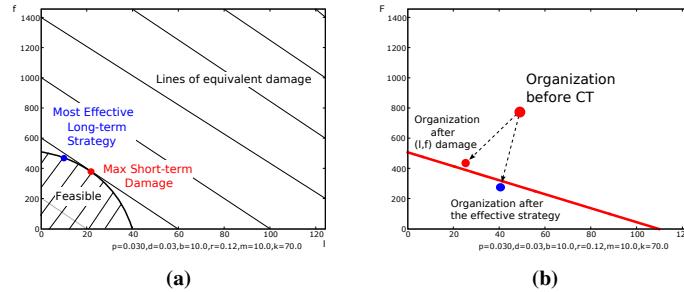 f
1400
1200
1000
800
600
400
200
0
0 20 40 60 80 100 120
l
Lines of equivalent damage
Most Effective
Long-term
Strategy
Max Short-term
Damage
Feasible
p=0.030,d=0.03,b=10.0,r=0.12,m=10.0,k=70.0
(a)
F
1400
1200
1000
800
600
400
200
0
0 20 40 60 80 100 120
Organization
before CT
Organization
after
(l,f) damage
Organization after
the effective strategy
p=0.030,d=0.03,b=10.0,r=0.12,m=10.0,k=70.0
(b)